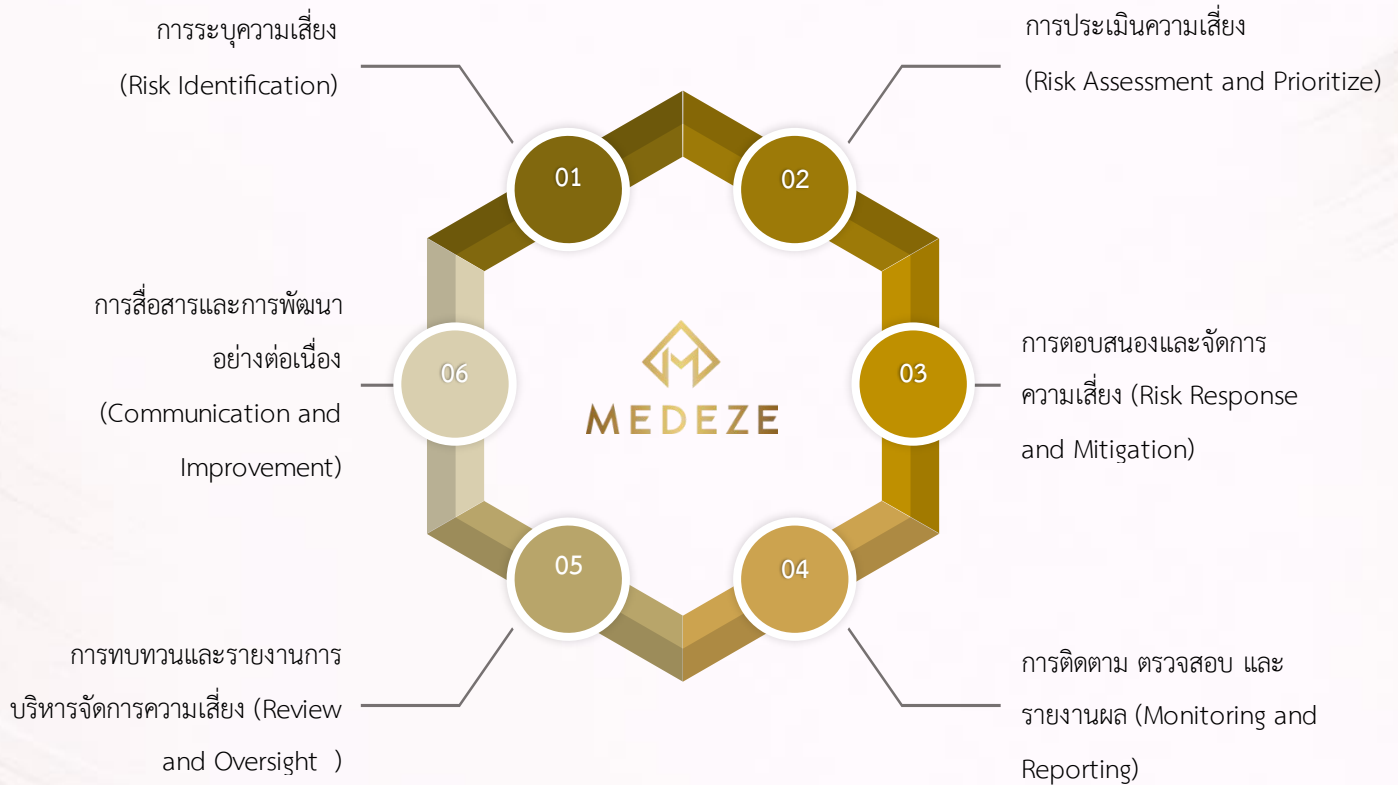 การระบุความเสี่ยง
(Risk Identification)
01
การประเมินความเสี่ยง
(Risk Assessment and Prioritize)
02
การตอบสนองและจัดการ
ความเสี่ยง (Risk Response
and Mitigation)
03
การติดตาม ตรวจสอบ และ
รายงานผล (Monitoring and
Reporting)
04
การทบทวนและรายงานการ
บริหารจัดการความเสี่ยง (Review
and Oversight )
05
การสื่อสารและการพัฒนา
อย่างต่อเนื่อง
(Communication and
Improvement)
06
MEDEZE